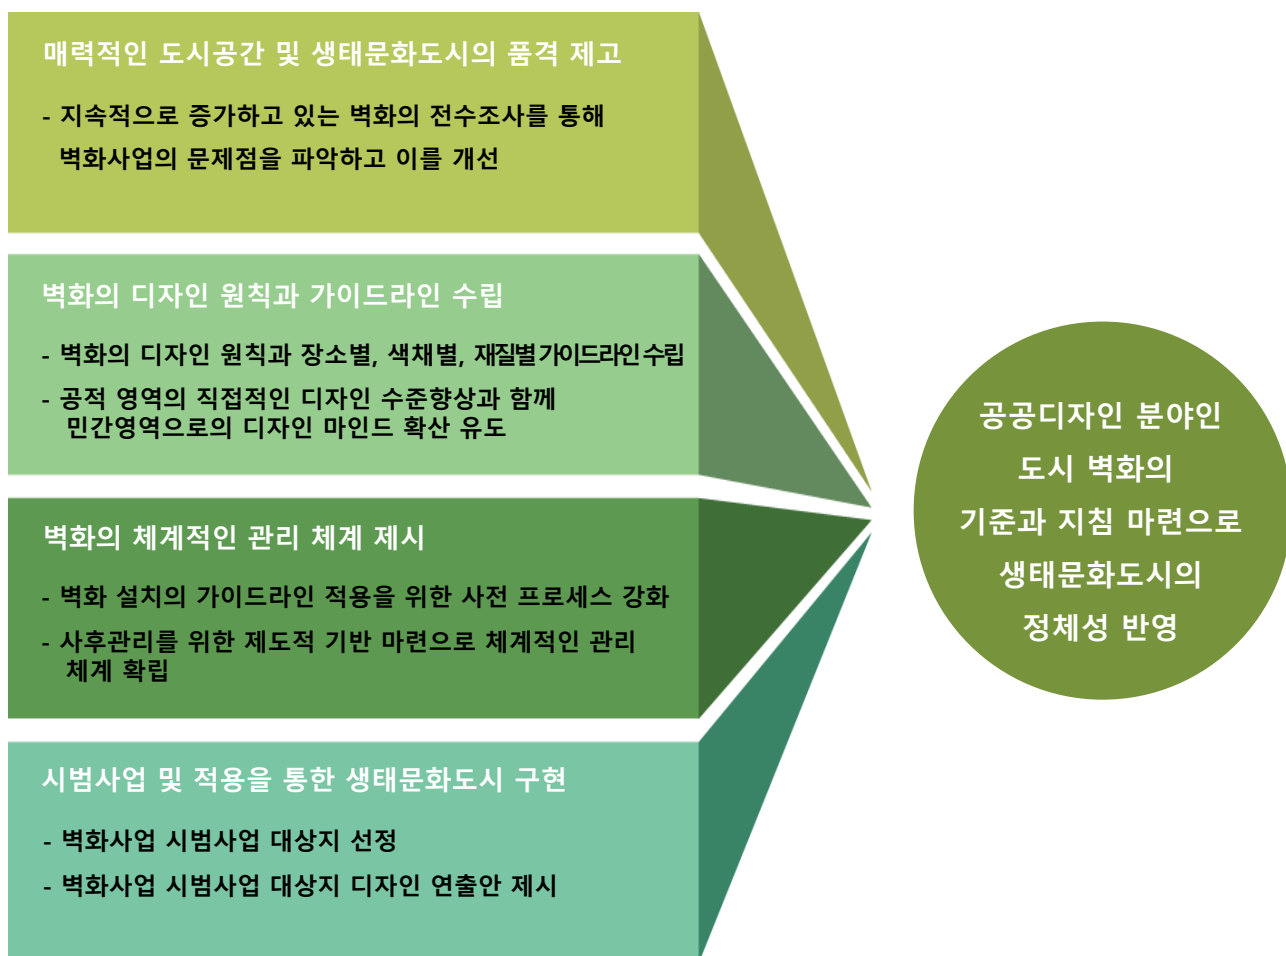 매력적인 도시공간 및 생태문화도시의 품격 제고
- 지속적으로 증가하고 있는 벽화의 전수조사를 통해
벽화사업의 문제점을 파악하고 이를 개선
벽화의 디자인 원칙과 가이드라인 수립
- 벽화의 디자인 원칙과 장소별, 색채별, 재질별 가이드라인 수립
- 공적 영역의 직접적인 디자인 수준향상과 함께
민간영역으로의 디자인 마인드 확산 유도
벽화의 체계적인 관리 체계 제시
- 벽화 설치의 가이드라인 적용을 위한 사전 프로세스 강화
- 사후관리를 위한 제도적 기반 마련으로 체계적인 관리
체계 확립
시범사업 및 적용을 통한 생태문화도시 구현
- 벽화사업 시범사업 대상지 선정
- 벽화사업 시범사업 대상지 디자인 연출안 제시
공공디자인 분야인
도시 벽화의
기준과 지침 마련으로
생태문화도시의
정체성 반영